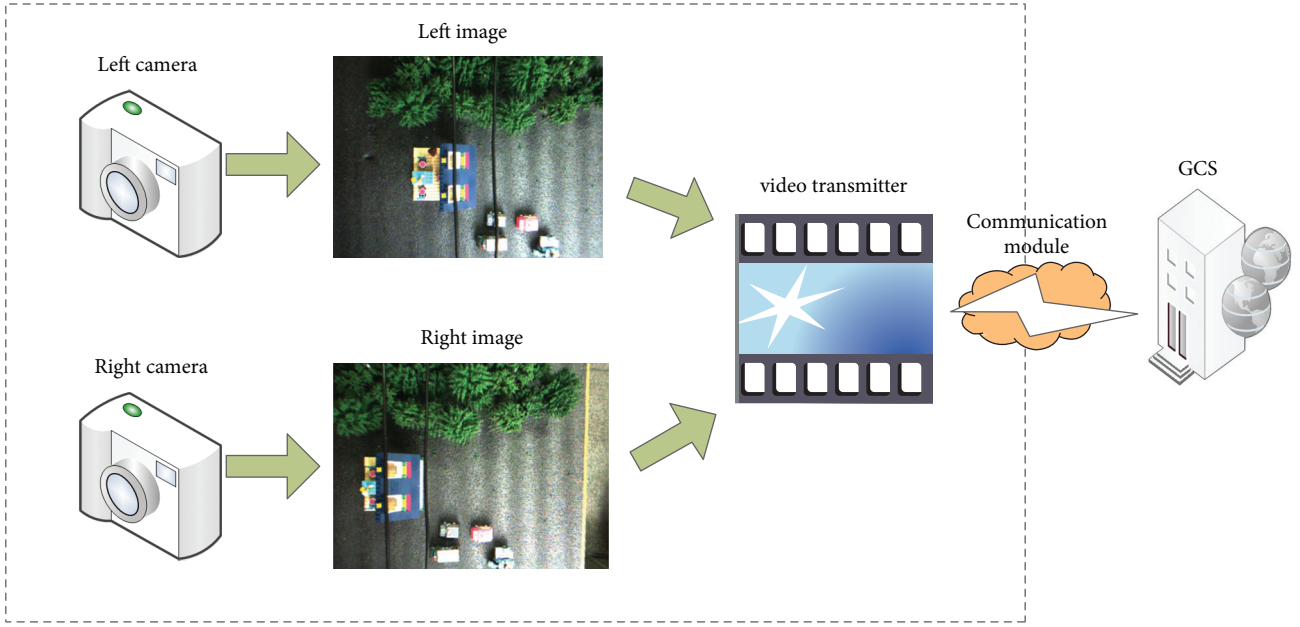 Left image
Left camera
GCS
video transmitter
Communication
module
Right image
Right camera